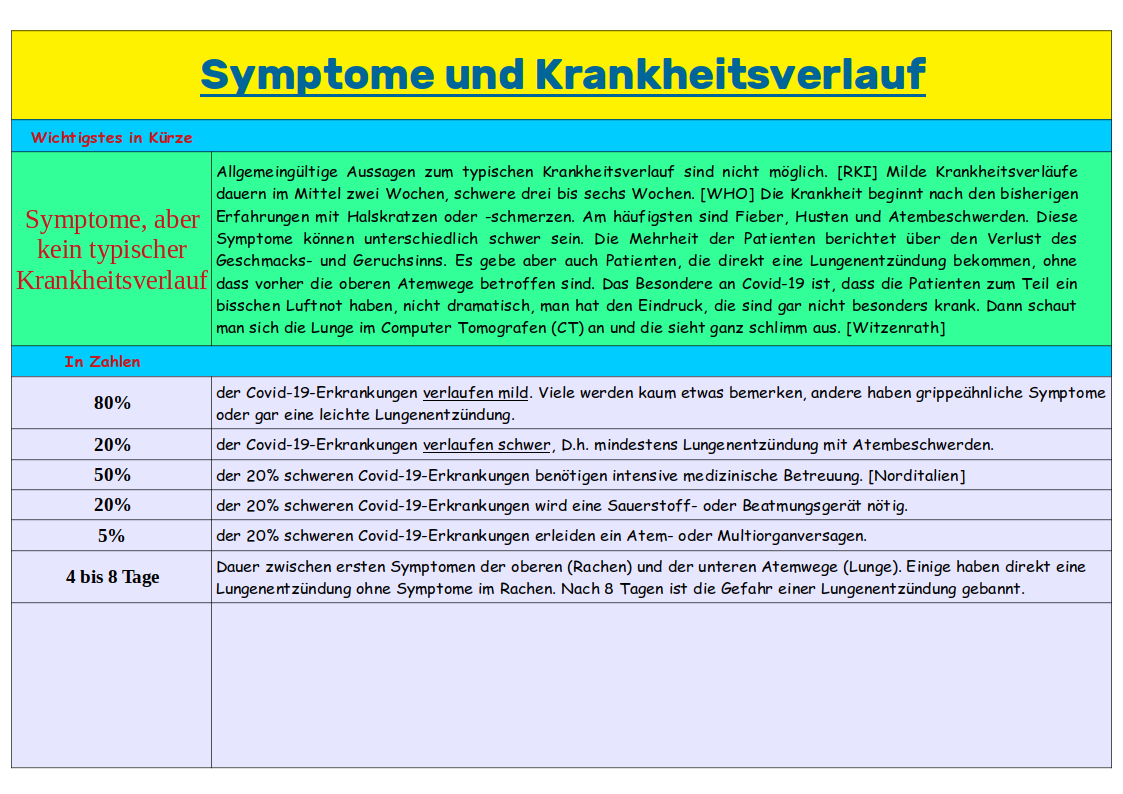 Symptome und Krankheitsverlauf
Wichtigstes in Kürze
Symptome, aber
kein typischer
Krankheitsverlauf
Allgemeingültige Aussagen zum typischen Krankheitsverlauf sind nicht möglich. [RKI] Milde Krankheitsverläufe
dauern im Mittel zwei Wochen, schwere drei bis sechs Wochen. [WHO] Die Krankheit beginnt nach den bisherigen
Erfahrungen mit Halskratzen oder -schmerzen. Am häufigsten sind Fieber, Husten und Atembeschwerden. Diese
Symptome können unterschiedlich schwer sein. Die Mehrheit der Patienten berichtet über den Verlust des
Geschmacks- und Geruchsinns. Es gebe aber auch Patienten, die direkt eine Lungenentzündung bekommen, ohne
dass vorher die oberen Atemwege betroffen sind. Das Besondere an Covid-19 ist, dass die Patienten zum Teil ein
bisschen Luftnot haben, nicht dramatisch, man hat den Eindruck, die sind gar nicht besonders krank. Dann schaut
man sich die Lunge im Computer Tomografen (CT) an und die sieht ganz schlimm aus. [Witzenrath]
In Zahlen
80%
der Covid-19-Erkrankungen verlaufen mild. Viele werden kaum etwas bemerken, andere haben grippeähnliche Symptome
oder gar eine leichte Lungenentzündung.
20%
der Covid-19-Erkrankungen verlaufen schwer, D.h. mindestens Lungenentzündung mit Atembeschwerden.
50%
der 20% schweren Covid-19-Erkrankungen benötigen intensive medizinische Betreuung. [Norditalien]
20%
der 20% schweren Covid-19-Erkrankungen wird eine Sauerstoff- oder Beatmungsgerät nötig.
5%
der 20% schweren Covid-19-Erkrankungen erleiden ein Atem- oder Multiorganversagen.
4 bis 8 Tage
Dauer zwischen ersten Symptomen der oberen (Rachen) und der unteren Atemwege (Lunge). Einige haben direkt eine
Lungenentzündung ohne Symptome im Rachen. Nach 8 Tagen ist die Gefahr einer Lungenentzündung gebannt.